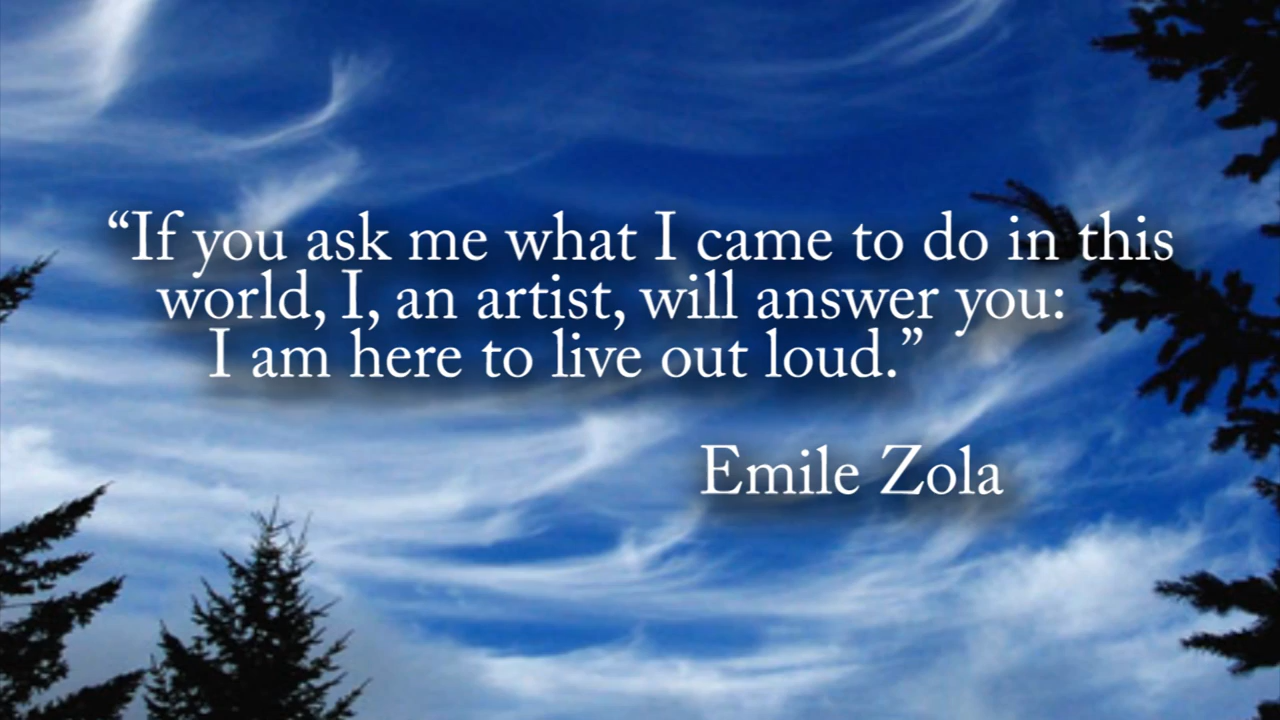 “If you ask me what I came to do in this
world, I, an artist, will answer you:
I am here to live out loud.”
Emile Zola